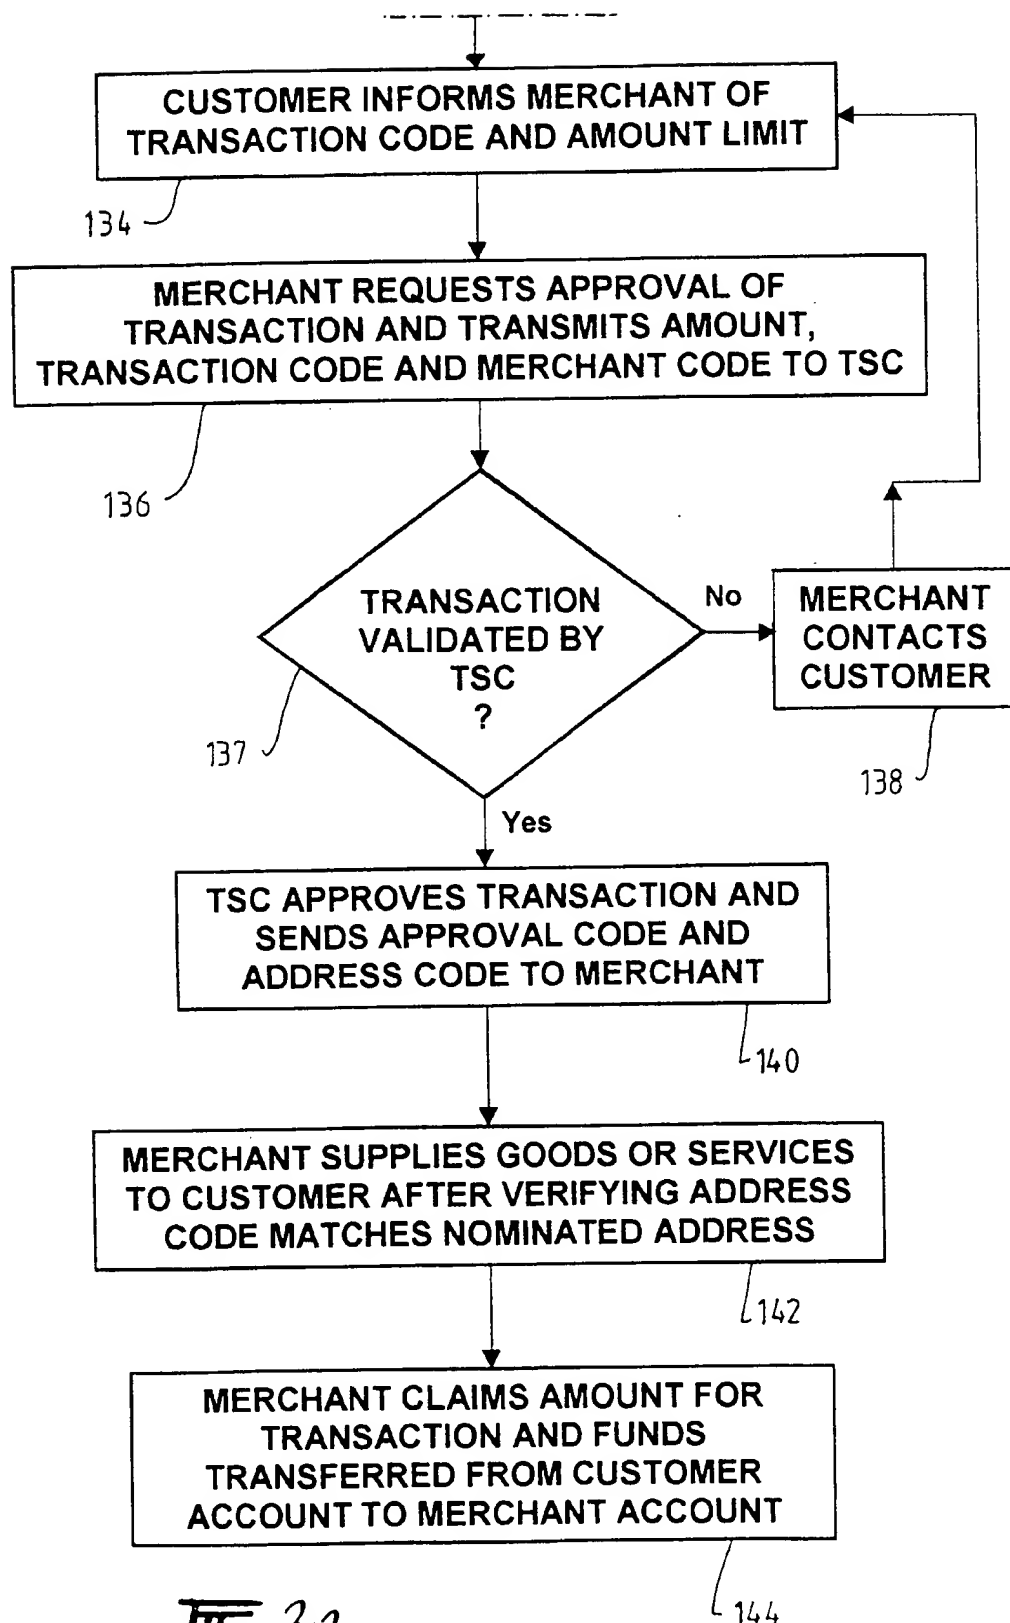 CUSTOMER INFORMS MERCHANT OF
TRANSACTION CODE AND AMOUNT LIMIT
134
MERCHANT REQUESTS APPROVAL OF
TRANSACTION AND TRANSMITS AMOUNT,
TRANSACTION CODE AND MERCHANT CODE TO TSC
136
TRANSACTION
VALIDATED BY
TSC
?
137
No
MERCHANT
CONTACTS
CUSTOMER
138
Yes
TSC APPROVES TRANSACTION AND
SENDS APPROVAL CODE AND
ADDRESS CODE TO MERCHANT
140
MERCHANT SUPPLIES GOODS OR SERVICES
TO CUSTOMER AFTER VERIFYING ADDRESS
CODE MATCHES NOMINATED ADDRESS
142
MERCHANT CLAIMS AMOUNT FOR
TRANSACTION AND FUNDS
TRANSFERRED FROM CUSTOMER
ACCOUNT TO MERCHANT ACCOUNT
144